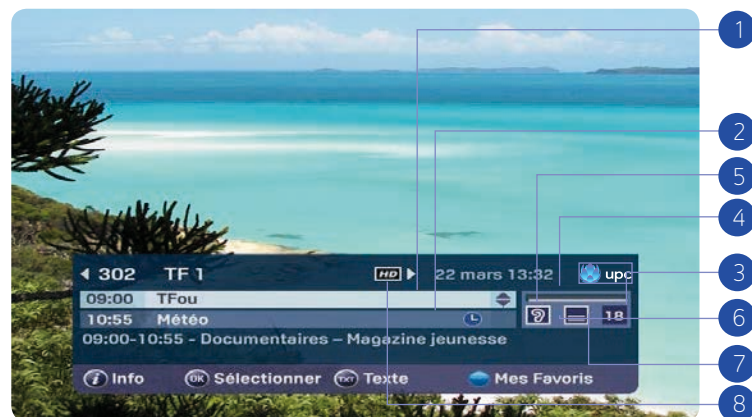 1
2
5
4
◄ 302 TF 1 HD ► 22 mars 13:32 upc
3
09:00 TFou
10:55 Météo 18
6
09:00-10:55 - Documentaires – Magazine jeunesse
7
i Info OK Sélectionner TXT Texte Mes Favoris
8